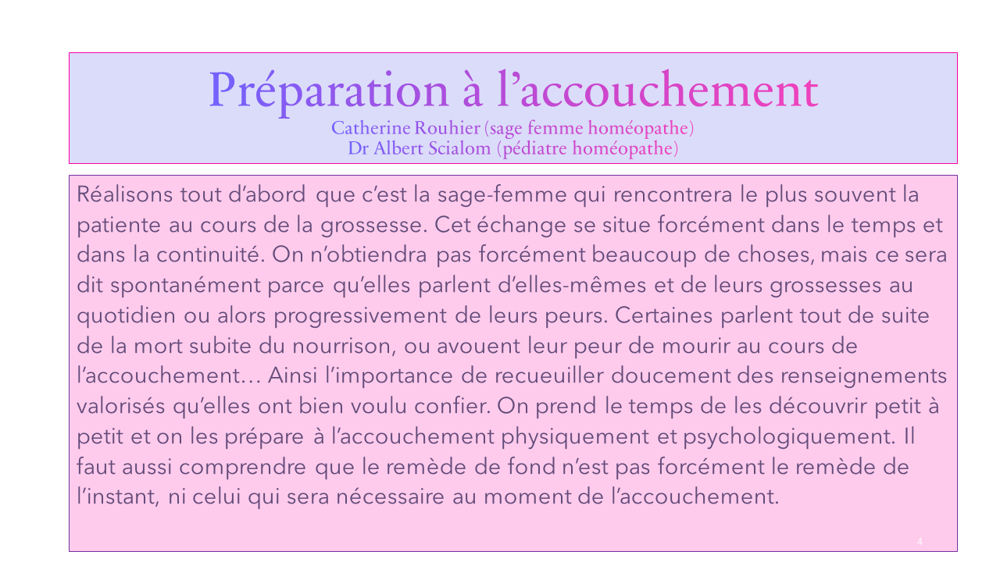 Préparation à l’accouchement
Catherine Rouhier (sage femme homéopathe)
Dr Albert Scialom (pédiatre homéopathe)
Réalisons tout d’abord que c’est la sage-femme qui rencontrera le plus souvent la
patiente au cours de la grossesse. Cet échange se situe forcément dans le temps et
dans la continuité. On n’obtiendra pas forcément beaucoup de choses, mais ce sera
dit spontanément parce qu’elles parlent d’elles-mêmes et de leurs grossesses au
quotidien ou alors progressivement de leurs peurs. Certaines parlent tout de suite
de la mort subite du nourrison, ou avouent leur peur de mourir au cours de
l’accouchement… Ainsi l’importance de recueuiller doucement des renseignements
valorisés qu’elles ont bien voulu confier. On prend le temps de les découvrir petit à
petit et on les prépare à l’accouchement physiquement et psychologiquement. Il
faut aussi comprendre que le remède de fond n’est pas forcément le remède de
l’instant, ni celui qui sera nécessaire au moment de l’accouchement.
4